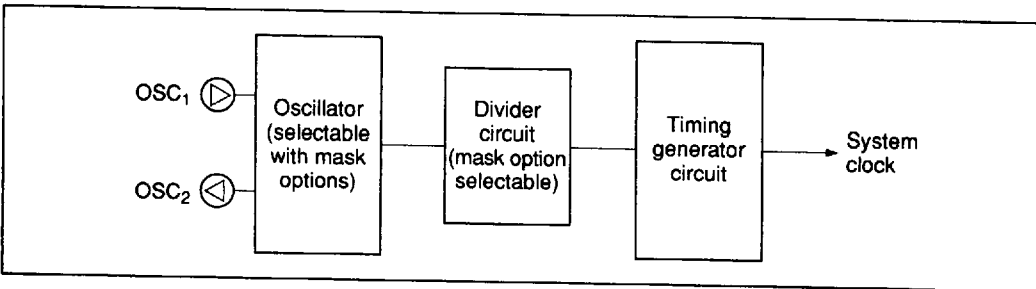 OSC₁
Oscillator
(selectable
with mask
options)
OSC₂
Divider
circuit
(mask option
selectable)
Timing
generator
circuit
System
clock